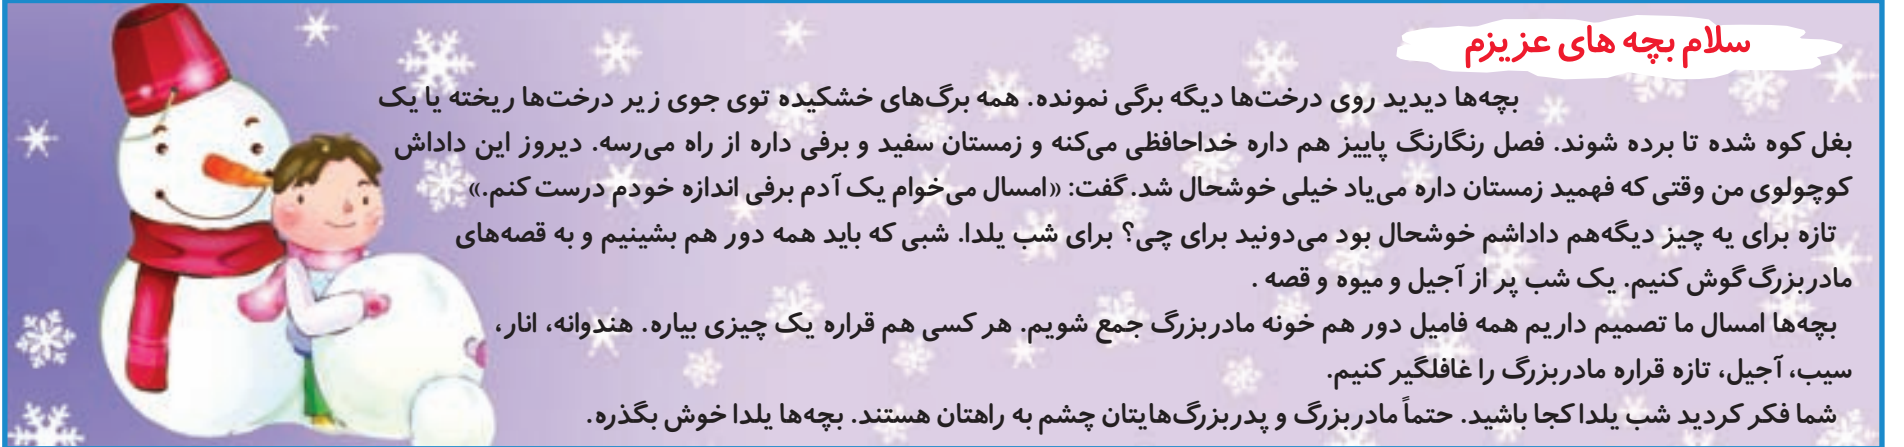 سلام بچه های عزیزم
بچه‌ها دیدید روی درخت‌ها دیگه برگی نمونده. همه برگ‌های خشکیده توی جوی زیر درخت‌ها ریخته یا یک
بغل کوه شده تا برده شوند. فصل رنگارنگ پاییز هم داره خداحافظی می‌کنه و زمستان سفید و برفی داره از راه می‌رسه. دیروز این داداش
کوچولوی من وقتی که فهمید زمستان داره می‌یاد خیلی خوشحال شد. گفت: «امسال می‌خوام یک آدم برفی اندازه خودم درست کنم.»
تازه برای یه چیز دیگه‌هم داداشم خوشحال بود می‌دونید برای چی؟ برای شب یلدا. شبی که باید همه دور هم بشینیم و به قصه‌های
مادربزرگ گوش کنیم. یک شب پر از آجیل و میوه و قصه .
بچه‌ها امسال ما تصمیم داریم همه فامیل دور هم خونه مادربزرگ جمع شویم. هر کسی هم قراره یک چیزی بیاره. هندوانه، انار،
سیب، آجیل، تازه قراره مادربزرگ را غافلگیر کنیم.
شما فکر کردید شب یلدا کجا باشید. حتماً مادربزرگ و پدربزرگ‌هایتان چشم به راهتان هستند. بچه‌ها یلدا خوش بگذره.